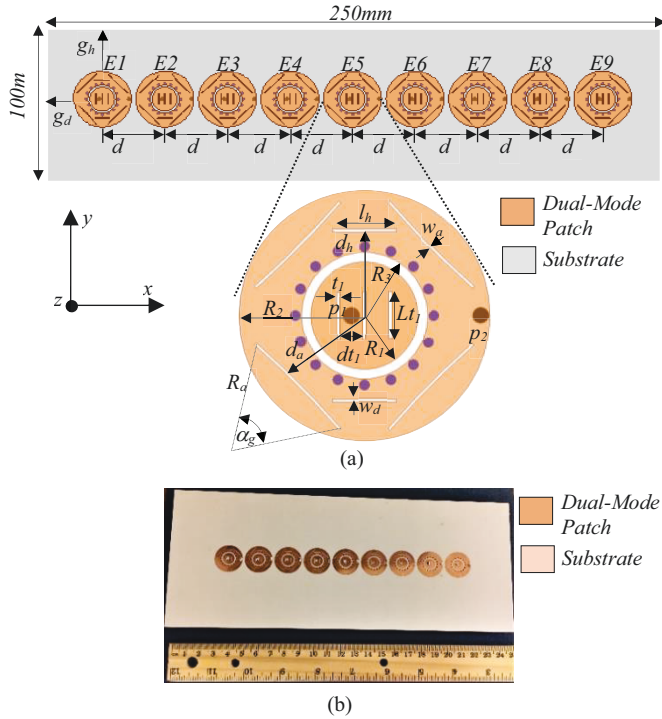 250mm
100m
g_h
E1 E2 E3 E4 E5 E6 E7 E8 E9
g_d
d d d d d d d d
Dual-Mode
Patch
Substrate
y
z x
l_h
w_a
d_h
R_3
t_1
R_2 p_1 Lt_1 p_2
dt_1 R_1
d_a
R_a
w_d
α_g
(a)
Dual-Mode
Patch
Substrate
(b)